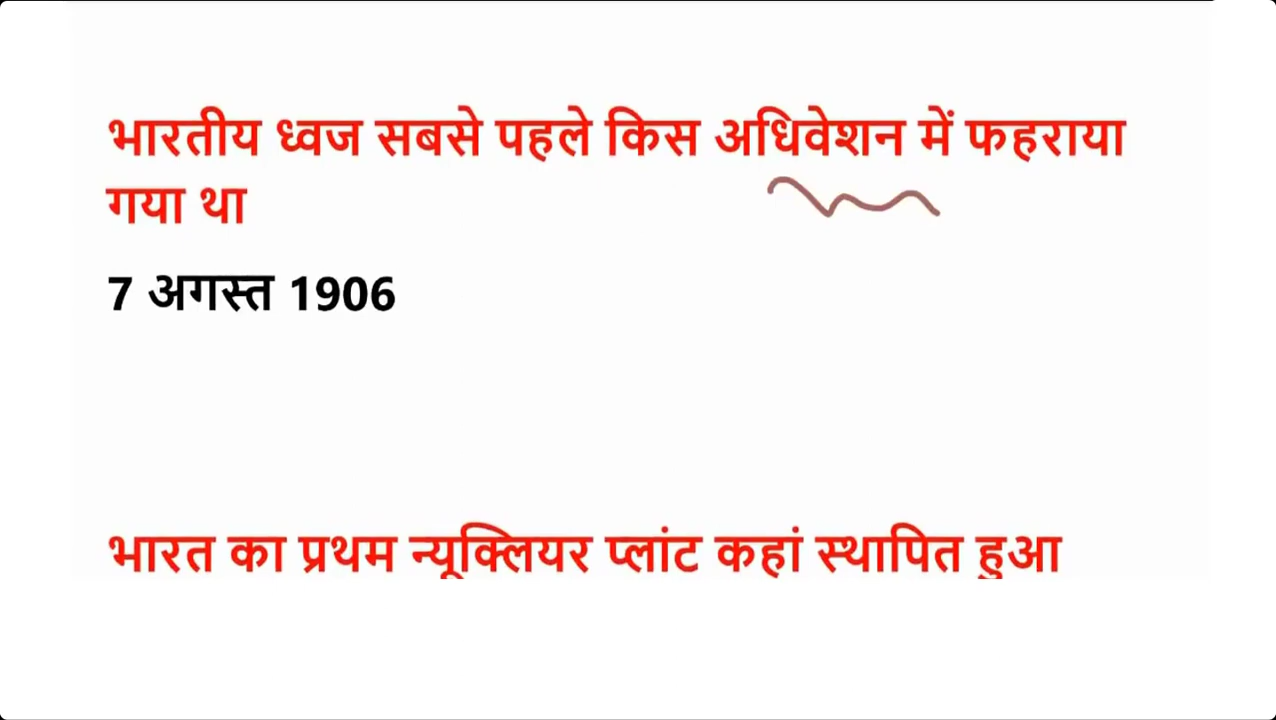 भारतीय ध्वज सबसे पहले किस अधिवेशन में फहराया
गया था
7 अगस्त 1906
भारत का प्रथम न्यूक्लियर प्लांट कहां स्थापित हुआ